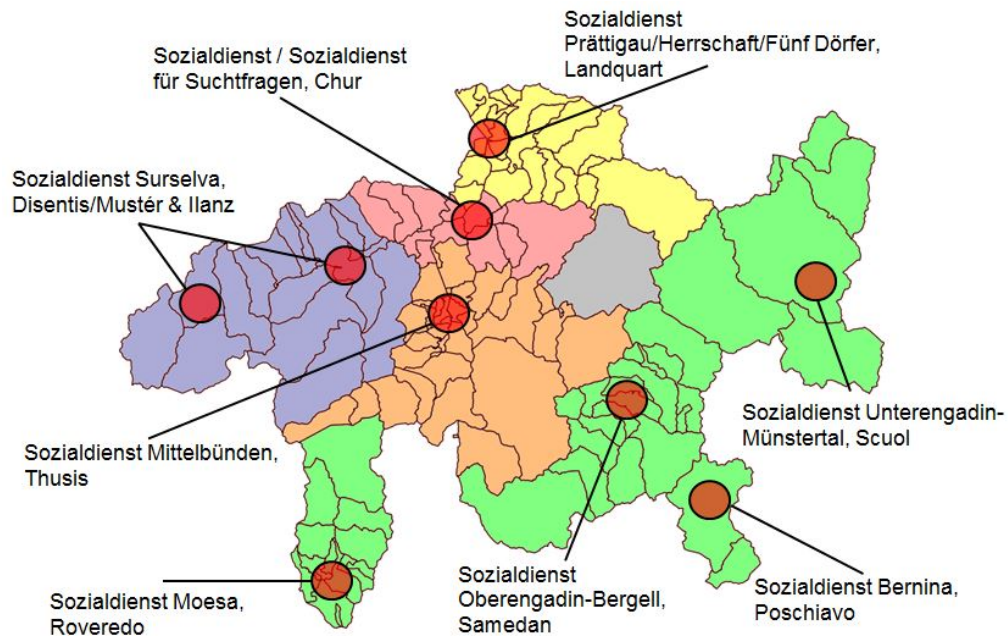 Sozialdienst
Prättigau/Herrschaft/Fünf Dörfer,
Landquart
Sozialdienst / Sozialdienst
für Suchtfragen, Chur
Sozialdienst Surselva,
Disentis/Mustér & Ilanz
Sozialdienst Unterengadin-
Münstertal, Scuol
Sozialdienst Mittelbünden,
Thusis
Sozialdienst
Oberengadin-Bergell,
Samedan
Sozialdienst Bernina,
Poschiavo
Sozialdienst Moesa,
Roveredo